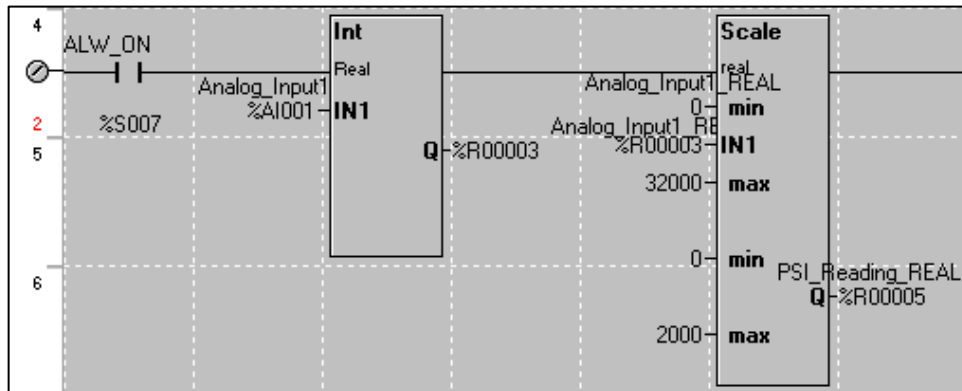 4
ALW_ON
%S007
2
5
6
Int
Real
Analog_Input1
%AI001
IN1
Q
%R00003
Scale
real
Analog_Input1_REAL
0
min
Analog_Input1_RE
%R00003
IN1
32000
max
0
min
PSI_Reading_REAL
Q
%R00005
2000
max